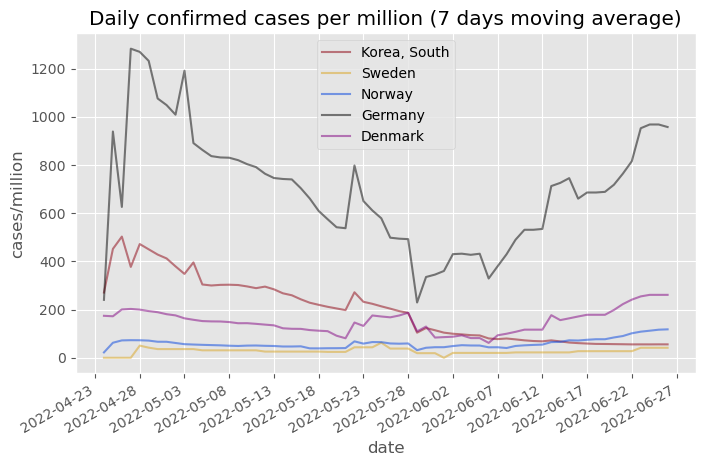 Daily confirmed cases per million (7 days moving average)
Korea, South
Sweden
Norway
Germany
Denmark
cases/million
1200
1000
800
600
400
200
0
2022-04-23
2022-04-28
2022-05-03
2022-05-08
2022-05-13
2022-05-18
2022-05-23
2022-05-28
2022-06-02
2022-06-07
2022-06-12
2022-06-17
2022-06-22
2022-06-27
date